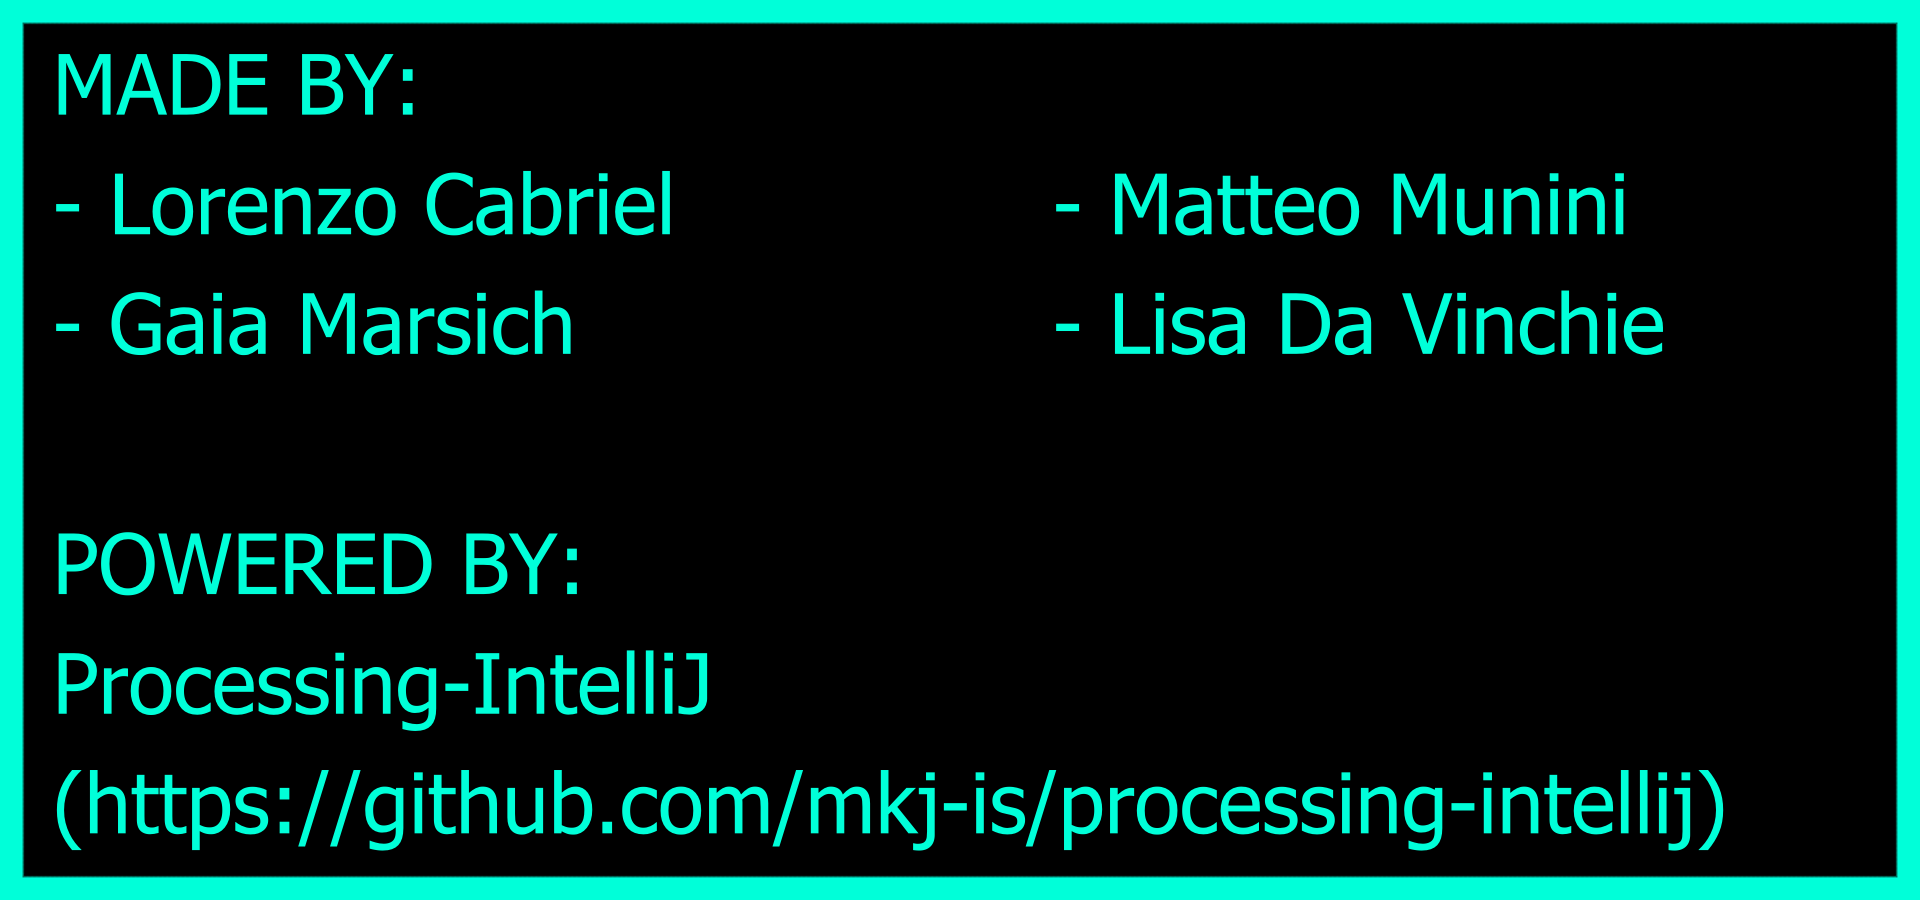 MADE BY:
- Lorenzo Cabriel - Matteo Munini
- Gaia Marsich - Lisa Da Vinchie
POWERED BY:
Processing-IntelliJ
(https://github.com/mkj-is/processing-intellij)